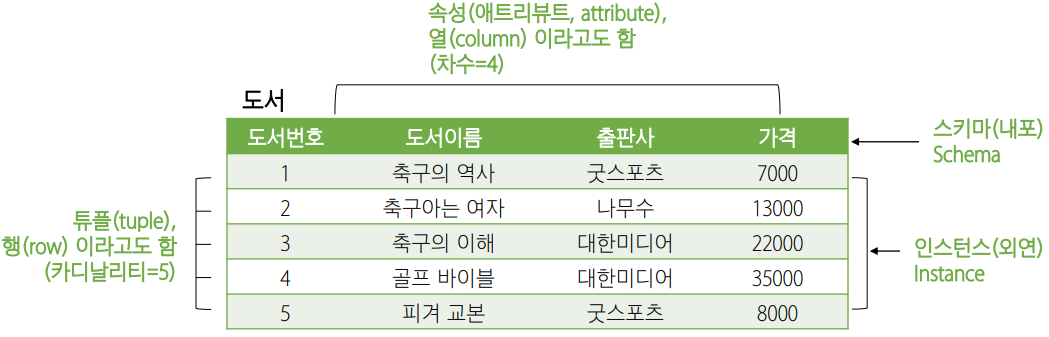 속성(애트리뷰트, attribute),
열(column) 이라고도 함
(차수=4)
도서
도서번호 도서이름 출판사 가격
1 축구의 역사 굿스포츠 7000
2 축구아는 여자 나무수 13000
3 축구의 이해 대한미디어 22000
4 골프 바이블 대한미디어 35000
5 피겨 교본 굿스포츠 8000
스키마(내포)
Schema
튜플(tuple),
행(row) 이라고도 함
(카디날리티=5)
인스턴스(외연)
Instance